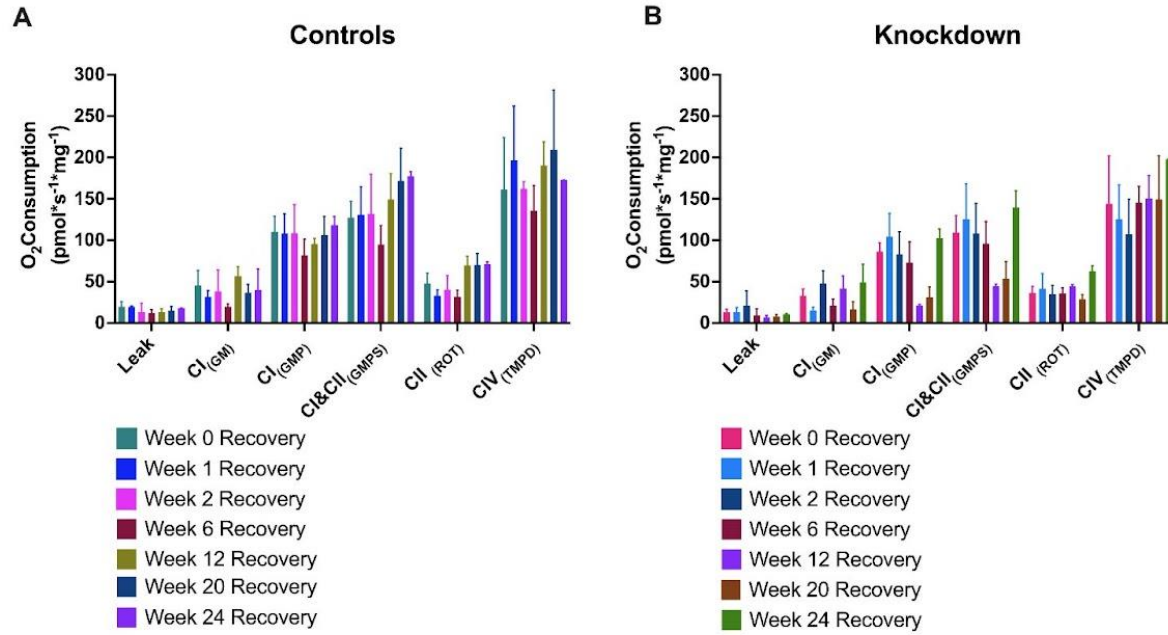 A
Controls
O₂Consumption
(pmol*s⁻¹*mg⁻¹)
300
250
200
150
100
50
0
Leak
CI(GM)
CI(GMP)
CI&CII(GMPS)
CII (ROT)
CIV(TMPD)
Week 0 Recovery
Week 1 Recovery
Week 2 Recovery
Week 6 Recovery
Week 12 Recovery
Week 20 Recovery
Week 24 Recovery
B
Knockdown
O₂Consumption
(pmol*s⁻¹*mg⁻¹)
300
250
200
150
100
50
0
Leak
CI(GM)
CI(GMP)
CI&CII(GMPS)
CII (ROT)
CIV(TMPD)
Week 0 Recovery
Week 1 Recovery
Week 2 Recovery
Week 6 Recovery
Week 12 Recovery
Week 20 Recovery
Week 24 Recovery